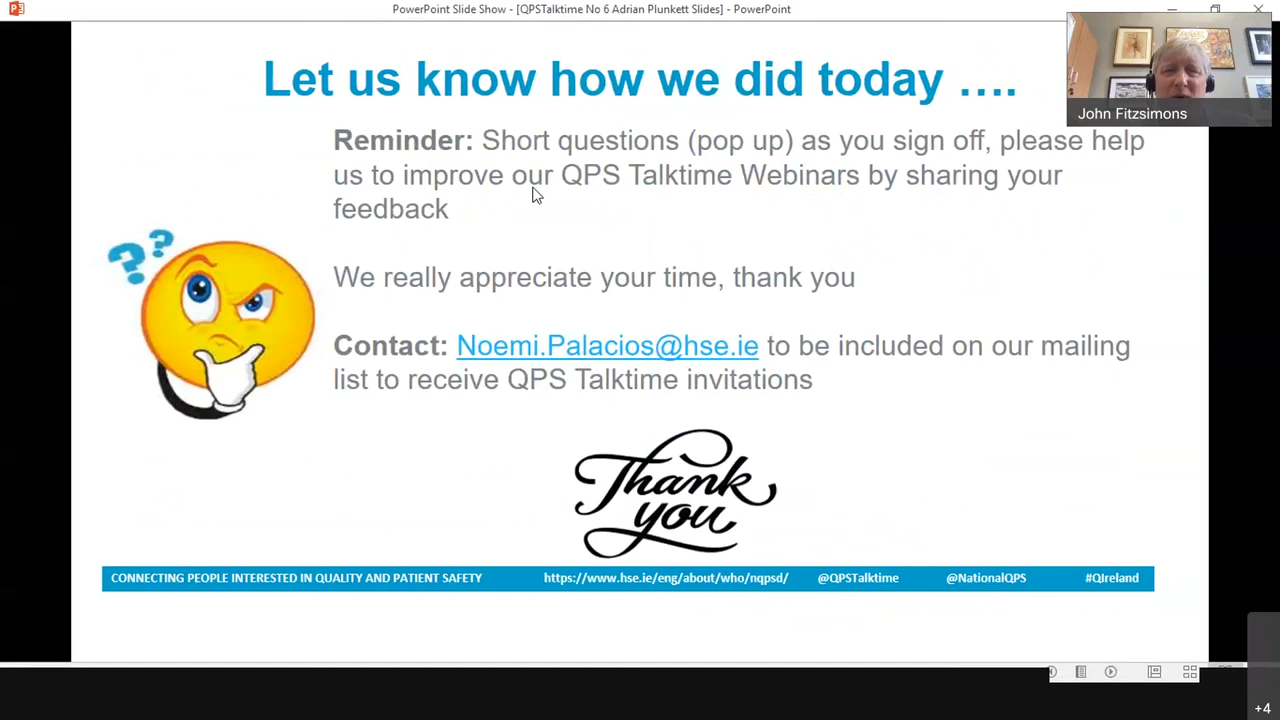 PowerPoint Slide Show - [QPSTalktime No 6 Adrian Plunkett Slides] - PowerPoint
Let us know how we did today ….
John Fitzsimons
Reminder: Short questions (pop up) as you sign off, please help
us to improve our QPS Talktime Webinars by sharing your
feedback
? ?
We really appreciate your time, thank you
Contact: Noemi.Palacios@hse.ie to be included on our mailing
list to receive QPS Talktime invitations
Thank
you
CONNECTING PEOPLE INTERESTED IN QUALITY AND PATIENT SAFETY https://www.hse.ie/eng/about/who/nqpsd/ @QPSTalktime @NationalQPS #QIreland
+4